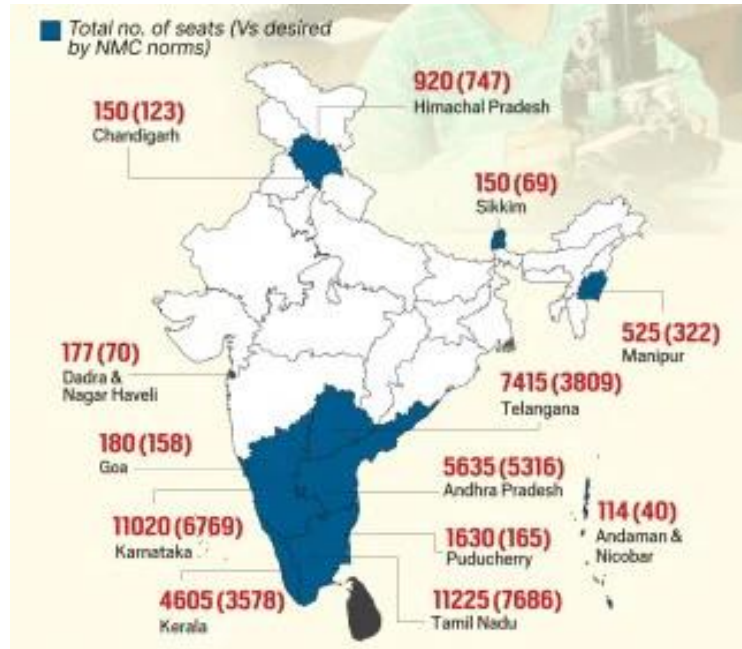 Total no. of seats (Vs desired
by NMC norms)
920 (747)
Himachal Pradesh
150 (123)
Chandigarh
150 (69)
Sikkim
525 (322)
Manipur
177 (70)
Dadra &
Nagar Haveli
7415 (3809)
Telangana
180 (158)
Goa
5635 (5316)
Andhra Pradesh
114 (40)
Andaman &
Nicobar
11020 (6769)
Karnataka
1630 (165)
Puducherry
4605 (3578)
Kerala
11225 (7686)
Tamil Nadu